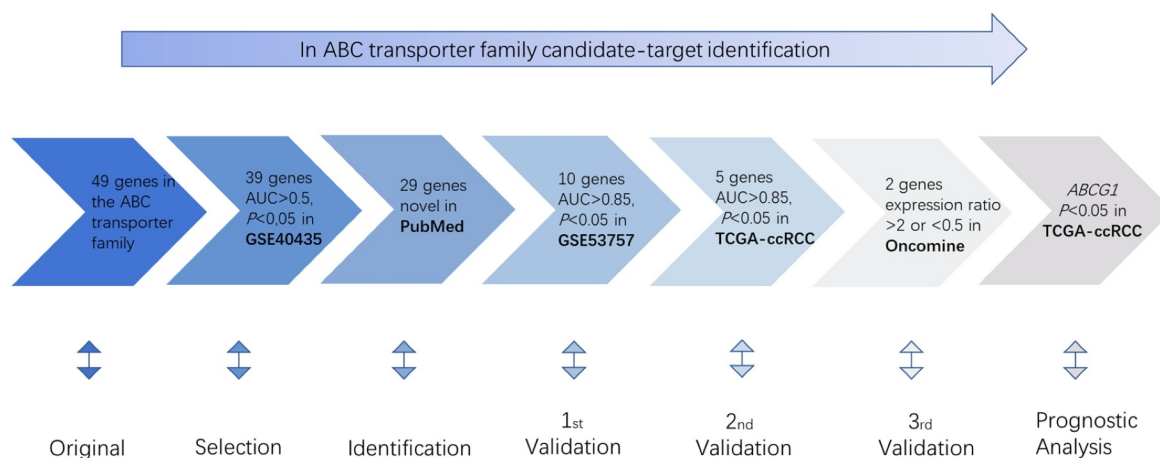 In ABC transporter family candidate-target identification
49 genes in
the ABC
transporter
family
39 genes
AUC>0.5,
P<0.05 in
GSE40435
29 genes
novel in
PubMed
10 genes
AUC>0.85,
P<0.05 in
GSE53757
5 genes
AUC>0.85,
P<0.05 in
TCGA-ccRCC
2 genes
expression ratio
>2 or <0.5 in
Oncomine
ABCG1
P<0.05 in
TCGA-ccRCC
Original
Selection
Identification
1st
Validation
2nd
Validation
3rd
Validation
Prognostic
Analysis